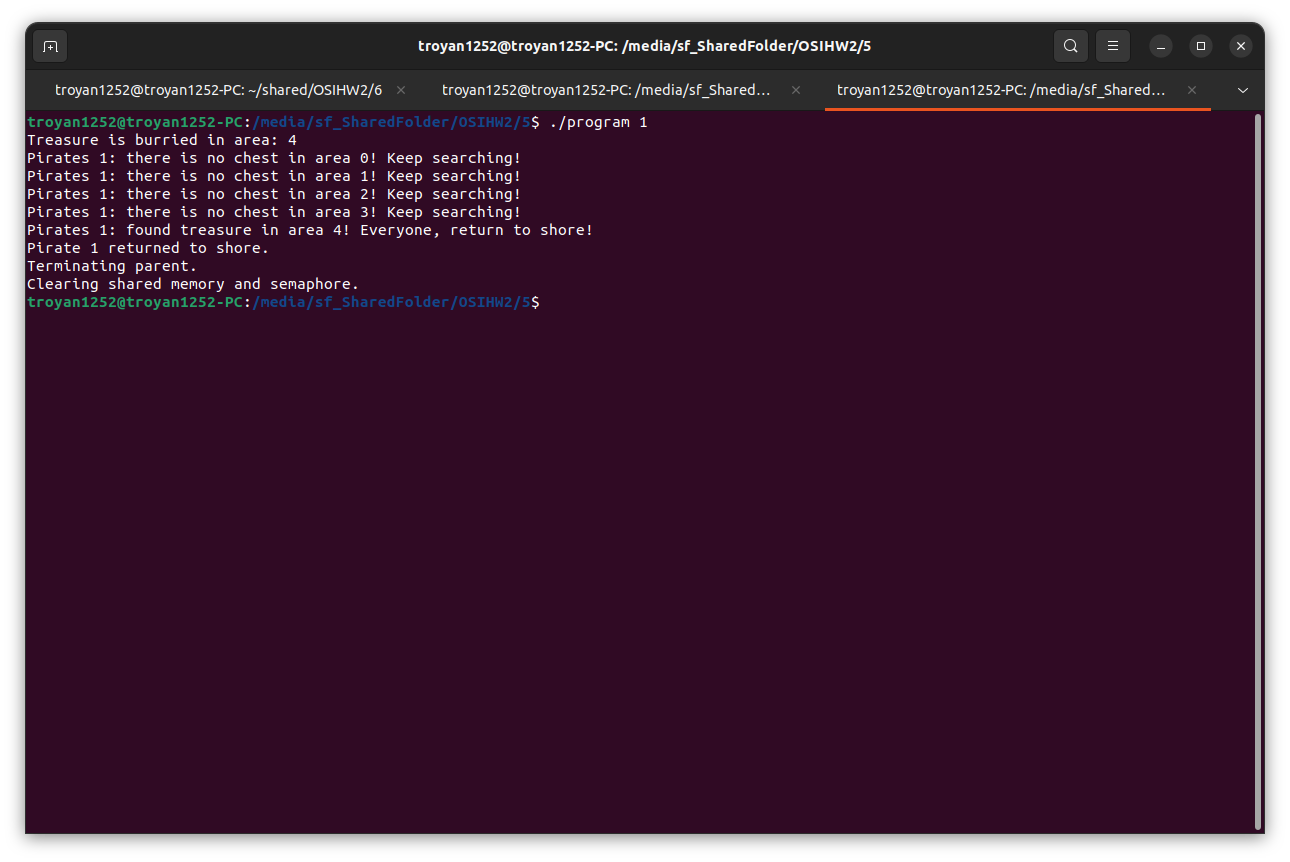 troyan1252@troyan1252-PC: /media/sf_SharedFolder/OSIHW2/5
troyan1252@troyan1252-PC: ~/shared/OSIHW2/6
troyan1252@troyan1252-PC: /media/sf_Shared...
troyan1252@troyan1252-PC: /media/sf_Shared...
troyan1252@troyan1252-PC:/media/sf_SharedFolder/OSIHW2/5$ ./program 1
Treasure is burried in area: 4
Pirates 1: there is no chest in area 0! Keep searching!
Pirates 1: there is no chest in area 1! Keep searching!
Pirates 1: there is no chest in area 2! Keep searching!
Pirates 1: there is no chest in area 3! Keep searching!
Pirates 1: found treasure in area 4! Everyone, return to shore!
Pirate 1 returned to shore.
Terminating parent.
Clearing shared memory and semaphore.
troyan1252@troyan1252-PC:/media/sf_SharedFolder/OSIHW2/5$